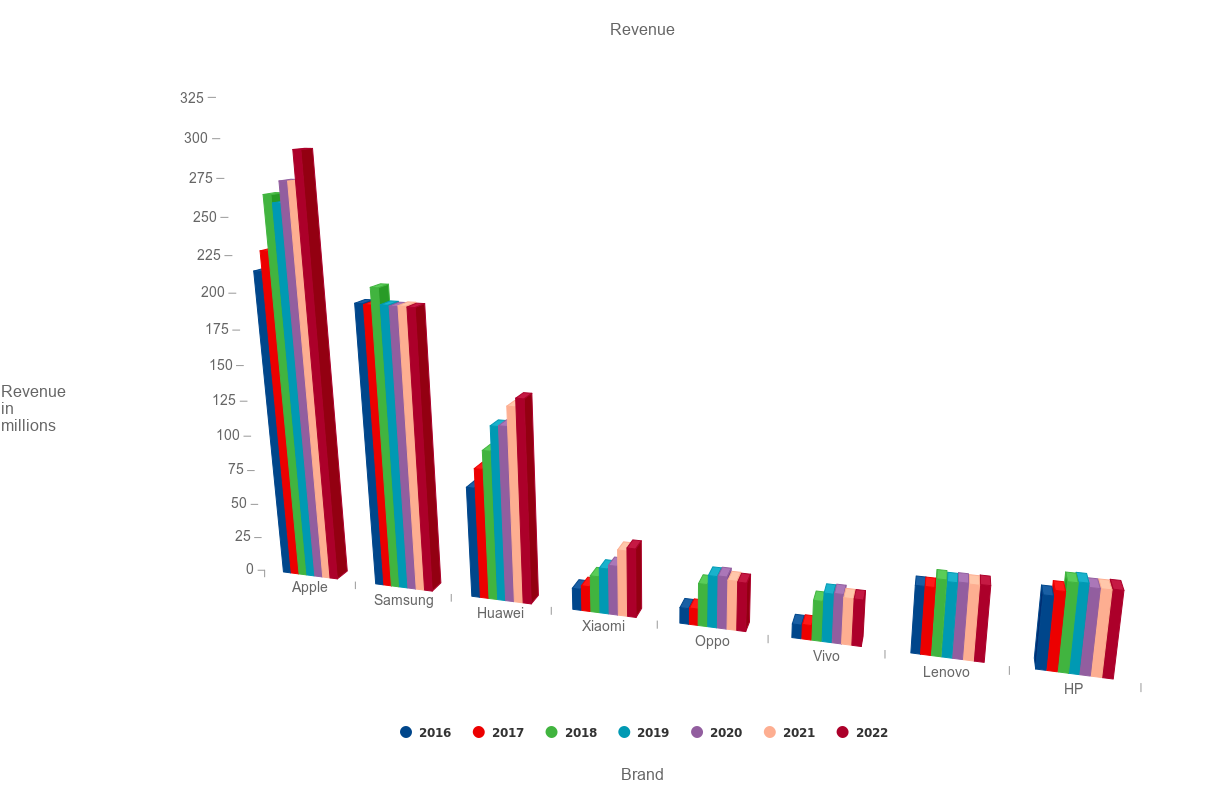 Revenue
325
300
275
250
225
200
175
150
125
100
75
50
25
0
Revenue
in
millions
Apple
Samsung
Huawei
Xiaomi
Oppo
Vivo
Lenovo
HP
2016 2017 2018 2019 2020 2021 2022
Brand